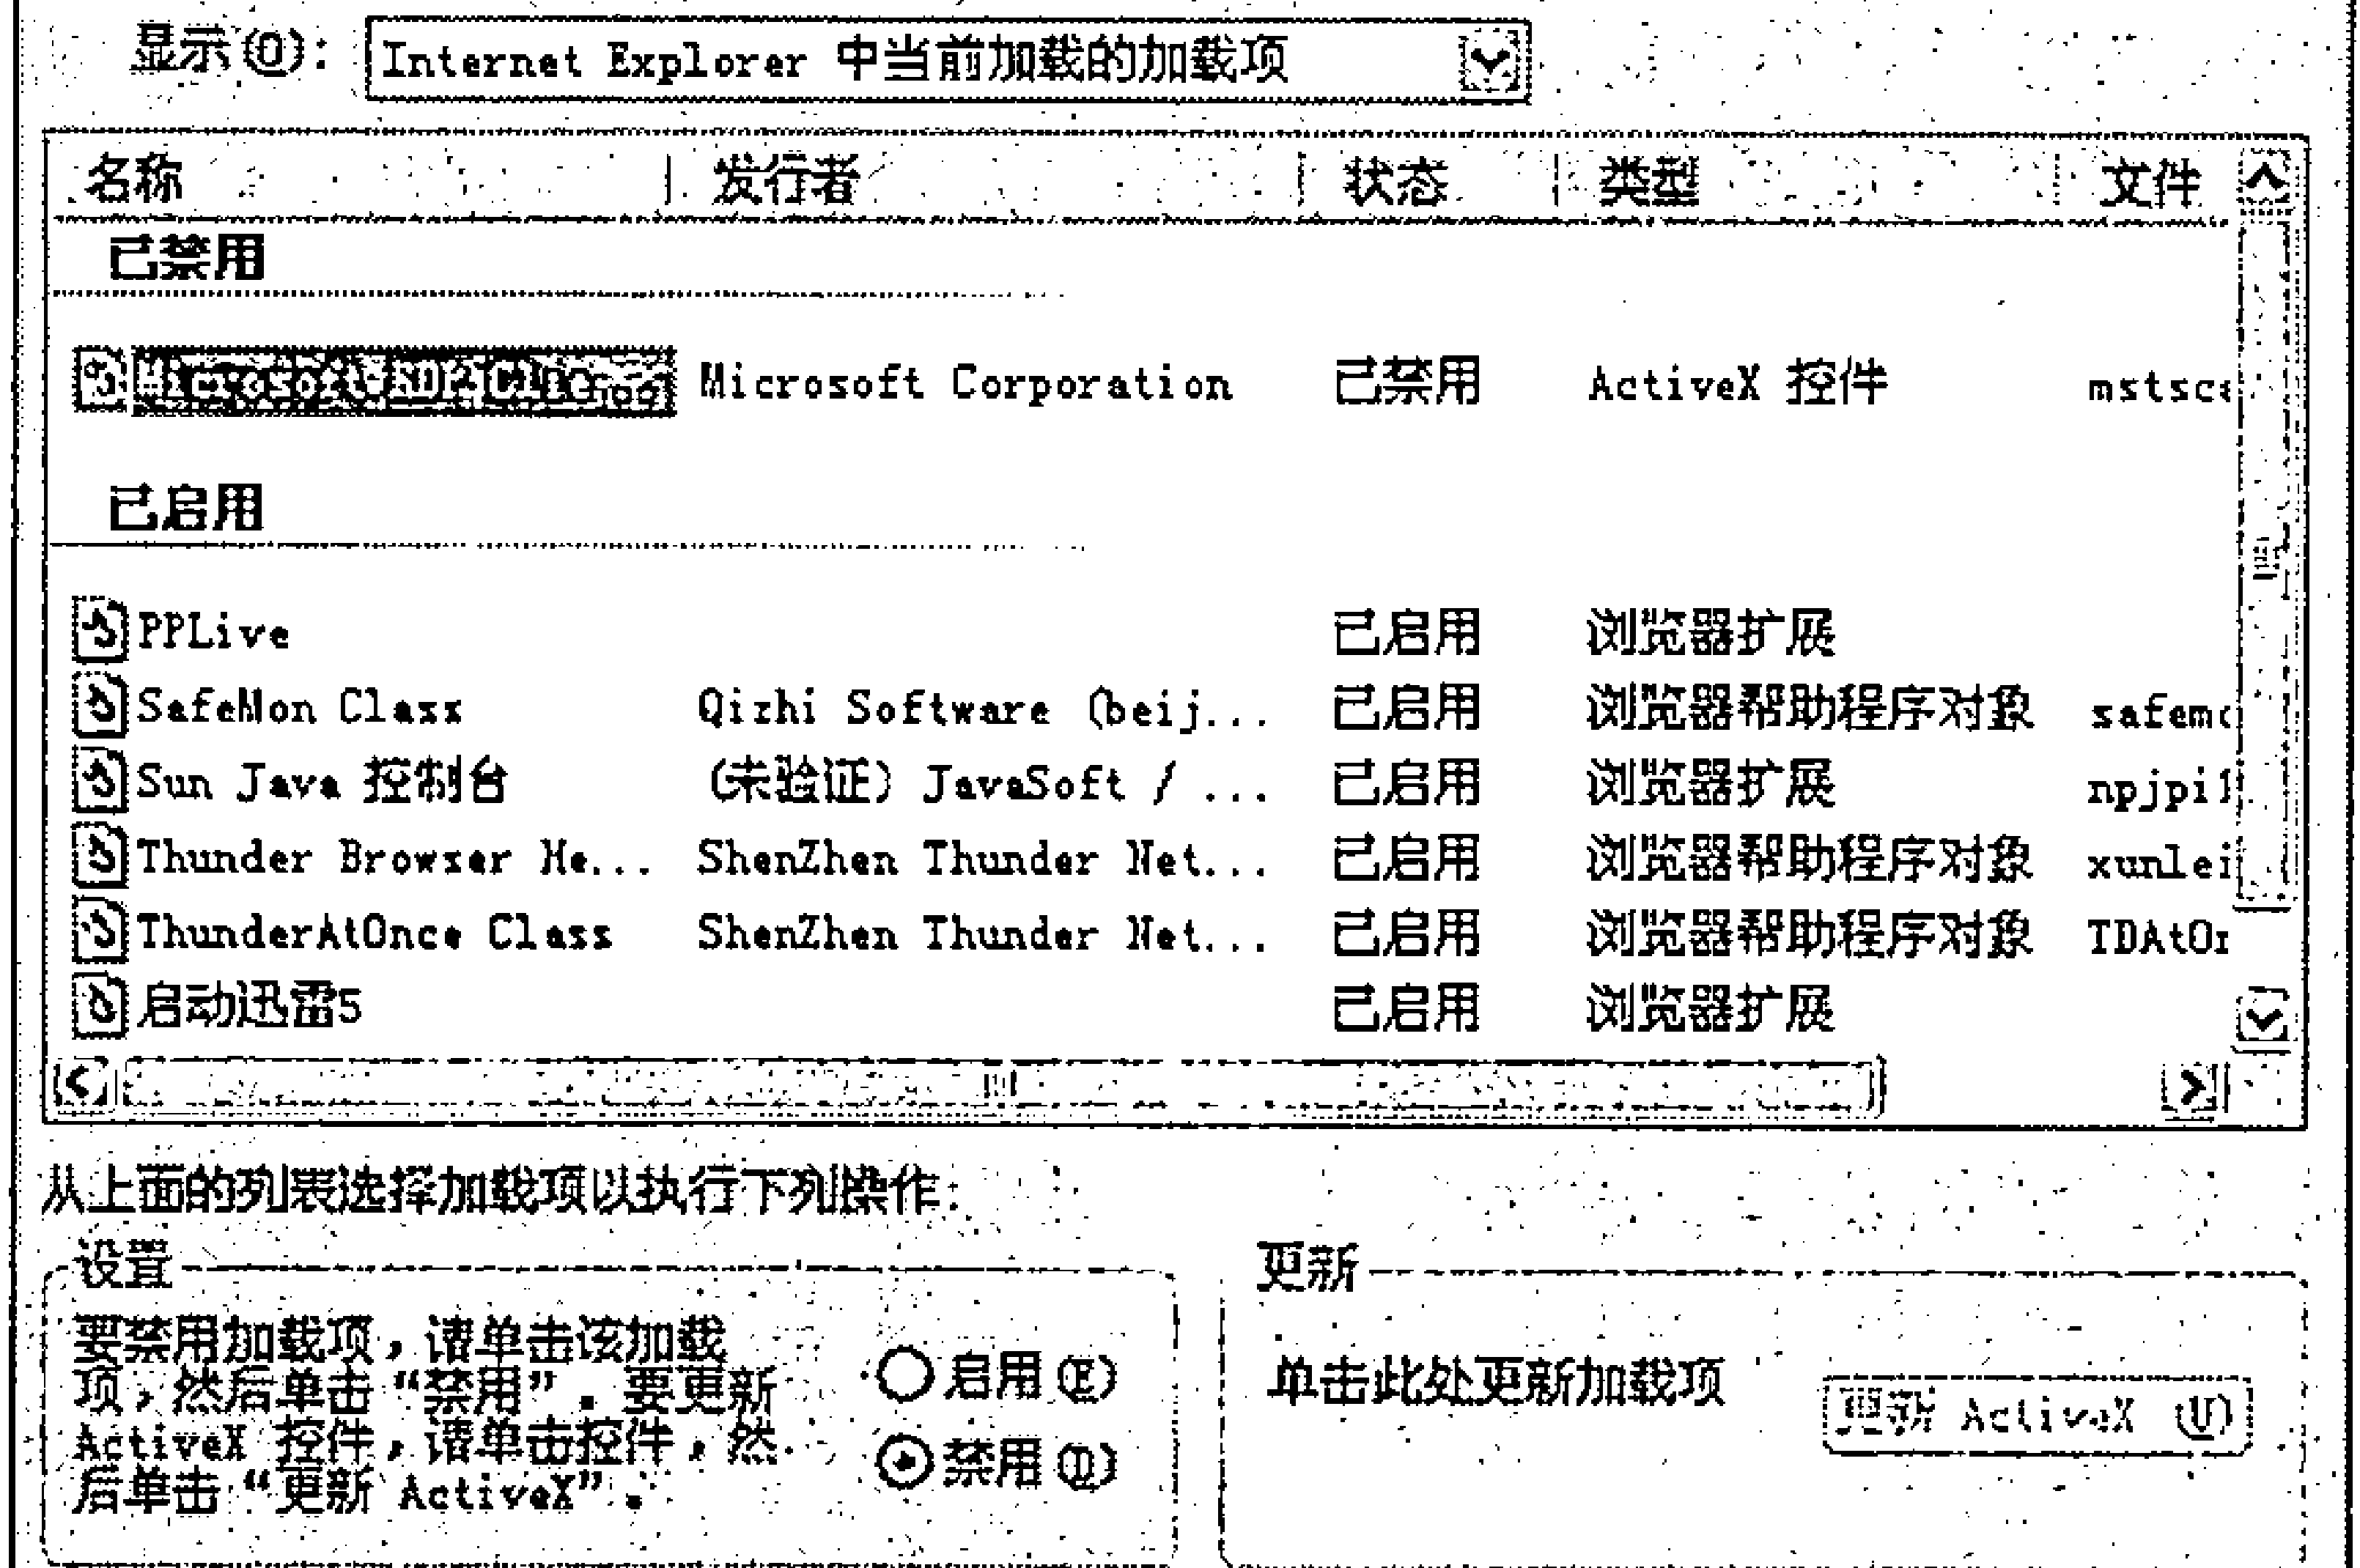 显示(O): Internet Explorer 中当前加载的加载项
名称 发行者 状态 类型 文件
已禁用
Microsoft RDP Clie... Microsoft Corporation 已禁用 ActiveX 控件 mstsc
已启用
PPLive 已启用 浏览器扩展
SafeMon Class Qizhi Software (beij... 已启用 浏览器帮助程序对象 safem
Sun Java 控制台 (未验证) JavaSoft / ... 已启用 浏览器扩展 npjpi1
Thunder Browser He... ShenZhen Thunder Net... 已启用 浏览器帮助程序对象 xunlei
ThunderAtOnce Class ShenZhen Thunder Net... 已启用 浏览器帮助程序对象 TDAtOn
启动迅雷5 已启用 浏览器扩展
从上面的列表选择加载项以执行下列操作:
设置
要禁用加载项，请单击该加载
项，然后单击“禁用”。要更新
ActiveX 控件，请单击控件，然
后单击“更新 ActiveX”。
启用(E)
禁用(D)
更新
单击此处更新加载项
更新 ActiveX (U)